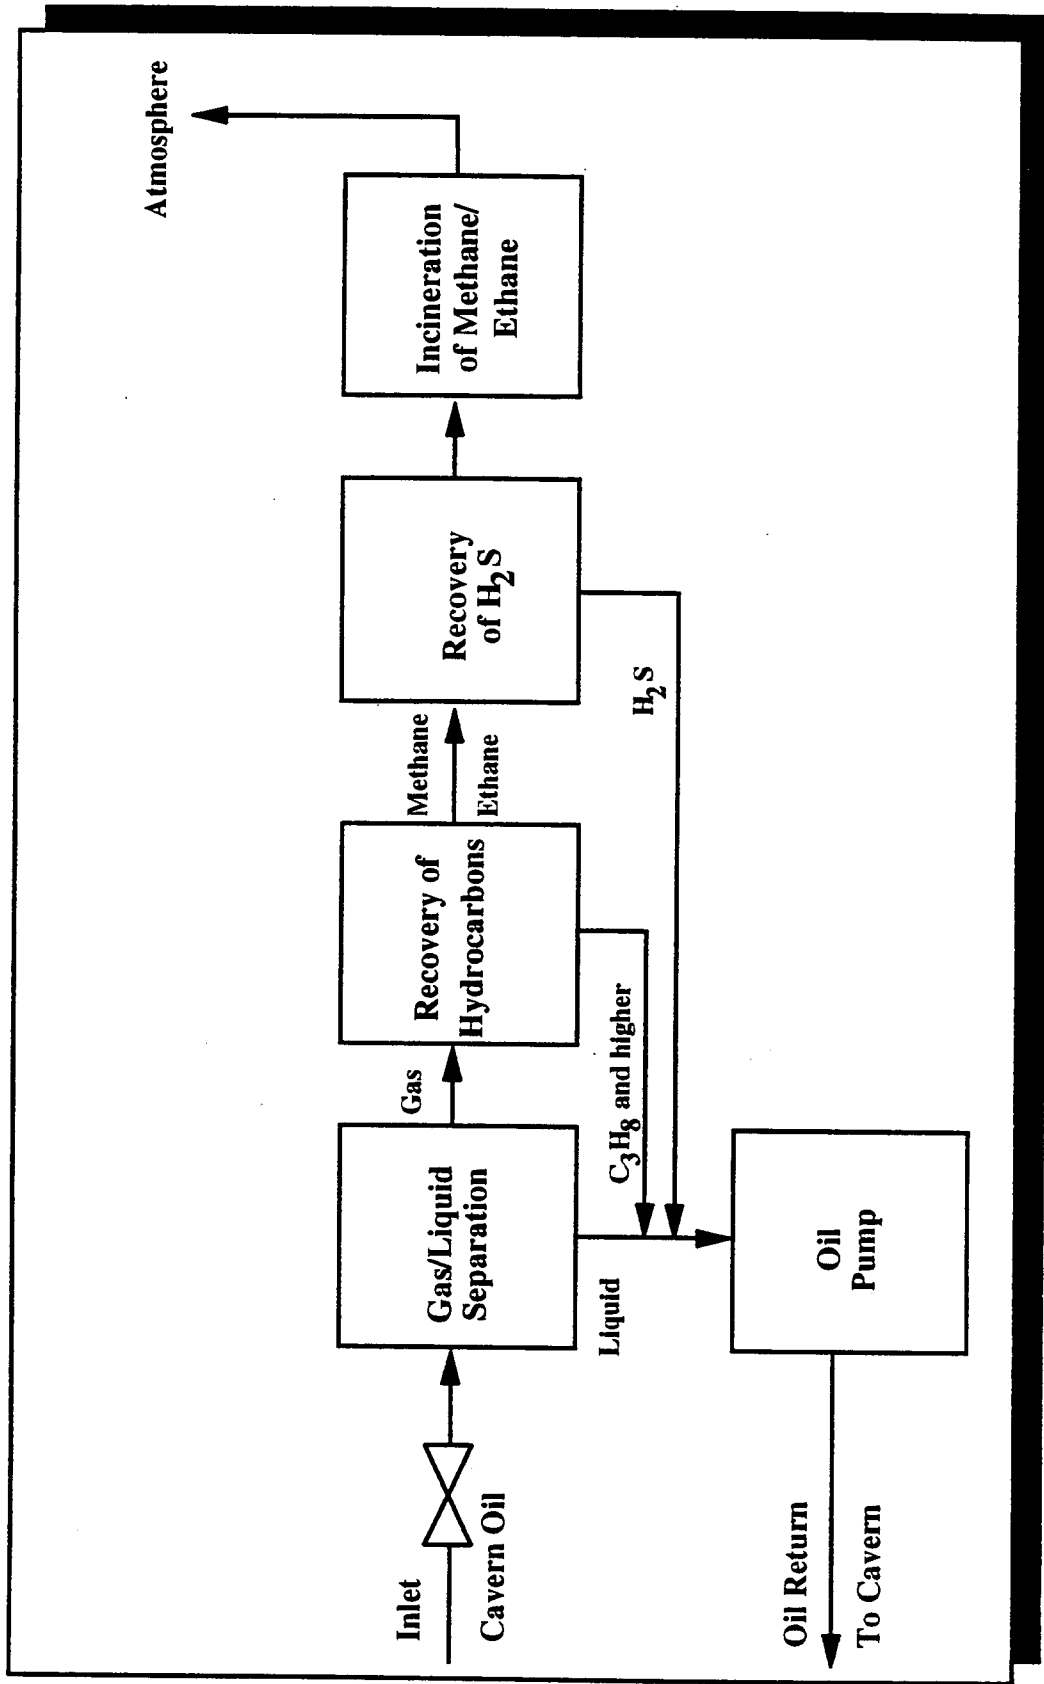 Inlet
Cavern Oil
Gas/Liquid
Separation
Gas
Recovery of
Hydrocarbons
Methane
Ethane
Recovery
of H₂S
Incineration
of Methane/
Ethane
Atmosphere
Liquid
C₃H₈ and higher
H₂S
Oil
Pump
Oil Return
To Cavern